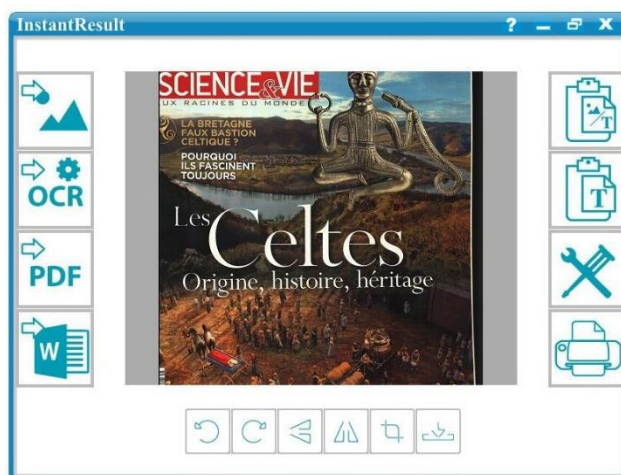 InstantResult
?
SCIENCE&VIE
UX RACINES DU MONDE
LA BRETAGNE
FAUX BASTION
CELTIQUE ?
POURQUOI
ILS FASCINENT
TOUJOURS
Les Celtes
Origine, histoire, héritage
OCR
PDF
W
T
T